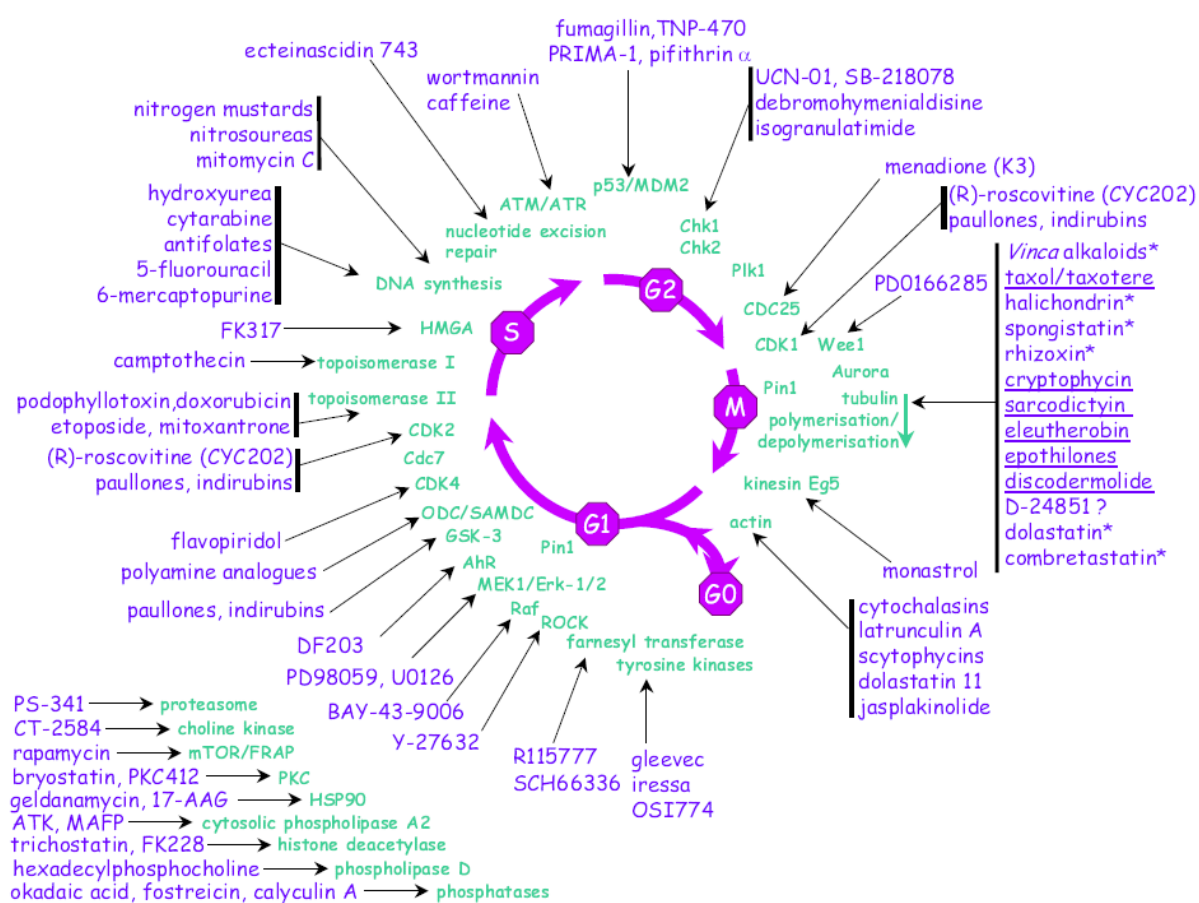 fumagillin,TNP-470
PRIMA-1, pifithrin α
ecteinascidin 743
wortmannin
caffeine
UCN-01, SB-218078
debromohymenialdisine
isogranulatimide
nitrogen mustards
nitrosoureas
mitomycin C
menadione (K3)
(R)-roscovitine (CYC202)
paullones, indirubins
hydroxyurea
cytarabine
antifolates
5-fluorouracil
6-mercaptopurine
p53/MDM2
ATM/ATR
nucleotide excision
repair
DNA synthesis
Chk1
Chk2
Plk1
CDC25
PD0166285
Vinca alkaloids*
taxol/taxotere
halichondrin*
spongistatin*
rhizoxin*
cryptophycin
sarcodictyin
eleutherobin
epothilones
discodermolide
D-24851 ?
dolastatin*
combretastatin*
FK317
HMGA
S
G2
CDK1
Wee1
camptothecin
topoisomerase I
Aurora
Pin1
podophyllotoxin,doxorubicin
etoposide, mitoxantrone
topoisomerase II
M
tubulin
polymerisation/
depolymerisation
(R)-roscovitine (CYC202)
paullones, indirubins
CDK2
Cdc7
CDK4
kinesin Eg5
ODC/SAMDC
GSK-3
G1
actin
flavopiridol
Pin1
AhR
polyamine analogues
MEK1/Erk-1/2
G0
monastrol
paullones, indirubins
Raf
ROCK
cytochalasins
latrunculin A
scytophycins
dolastatin 11
jasplakinolide
DF203
farnesyl transferase
tyrosine kinases
PD98059, U0126
BAY-43-9006
Y-27632
R115777
SCH66336
gleevec
iressa
OSI774
PS-341 proteasome
CT-2584 choline kinase
rapamycin mTOR/FRAP
bryostatin, PKC412 PKC
geldanamycin, 17-AAG HSP90
ATK, MAFP cytosolic phospholipase A2
trichostatin, FK228 histone deacetylase
hexadecylphosphocholine phospholipase D
okadaic acid, fostreicin, calyculin A phosphatases